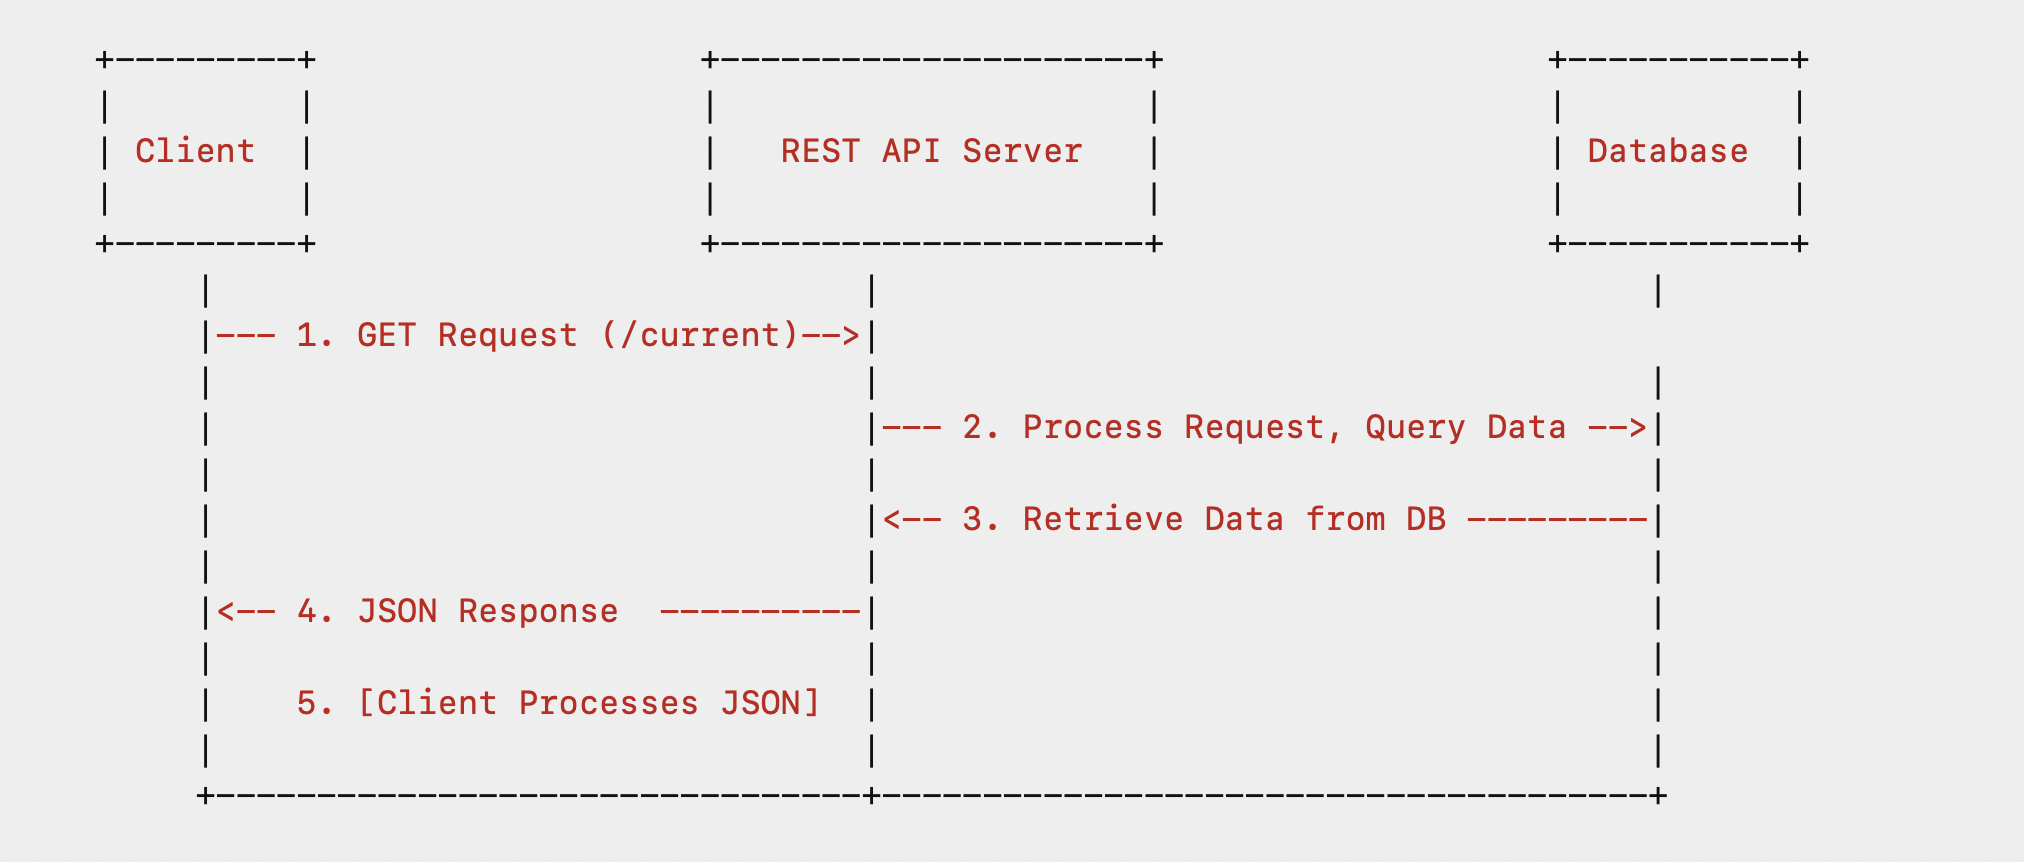 Client REST API Server Database
--- 1. GET Request (/current)-->
--- 2. Process Request, Query Data -->
<-- 3. Retrieve Data from DB ---------
<-- 4. JSON Response  ----------
5. [Client Processes JSON]